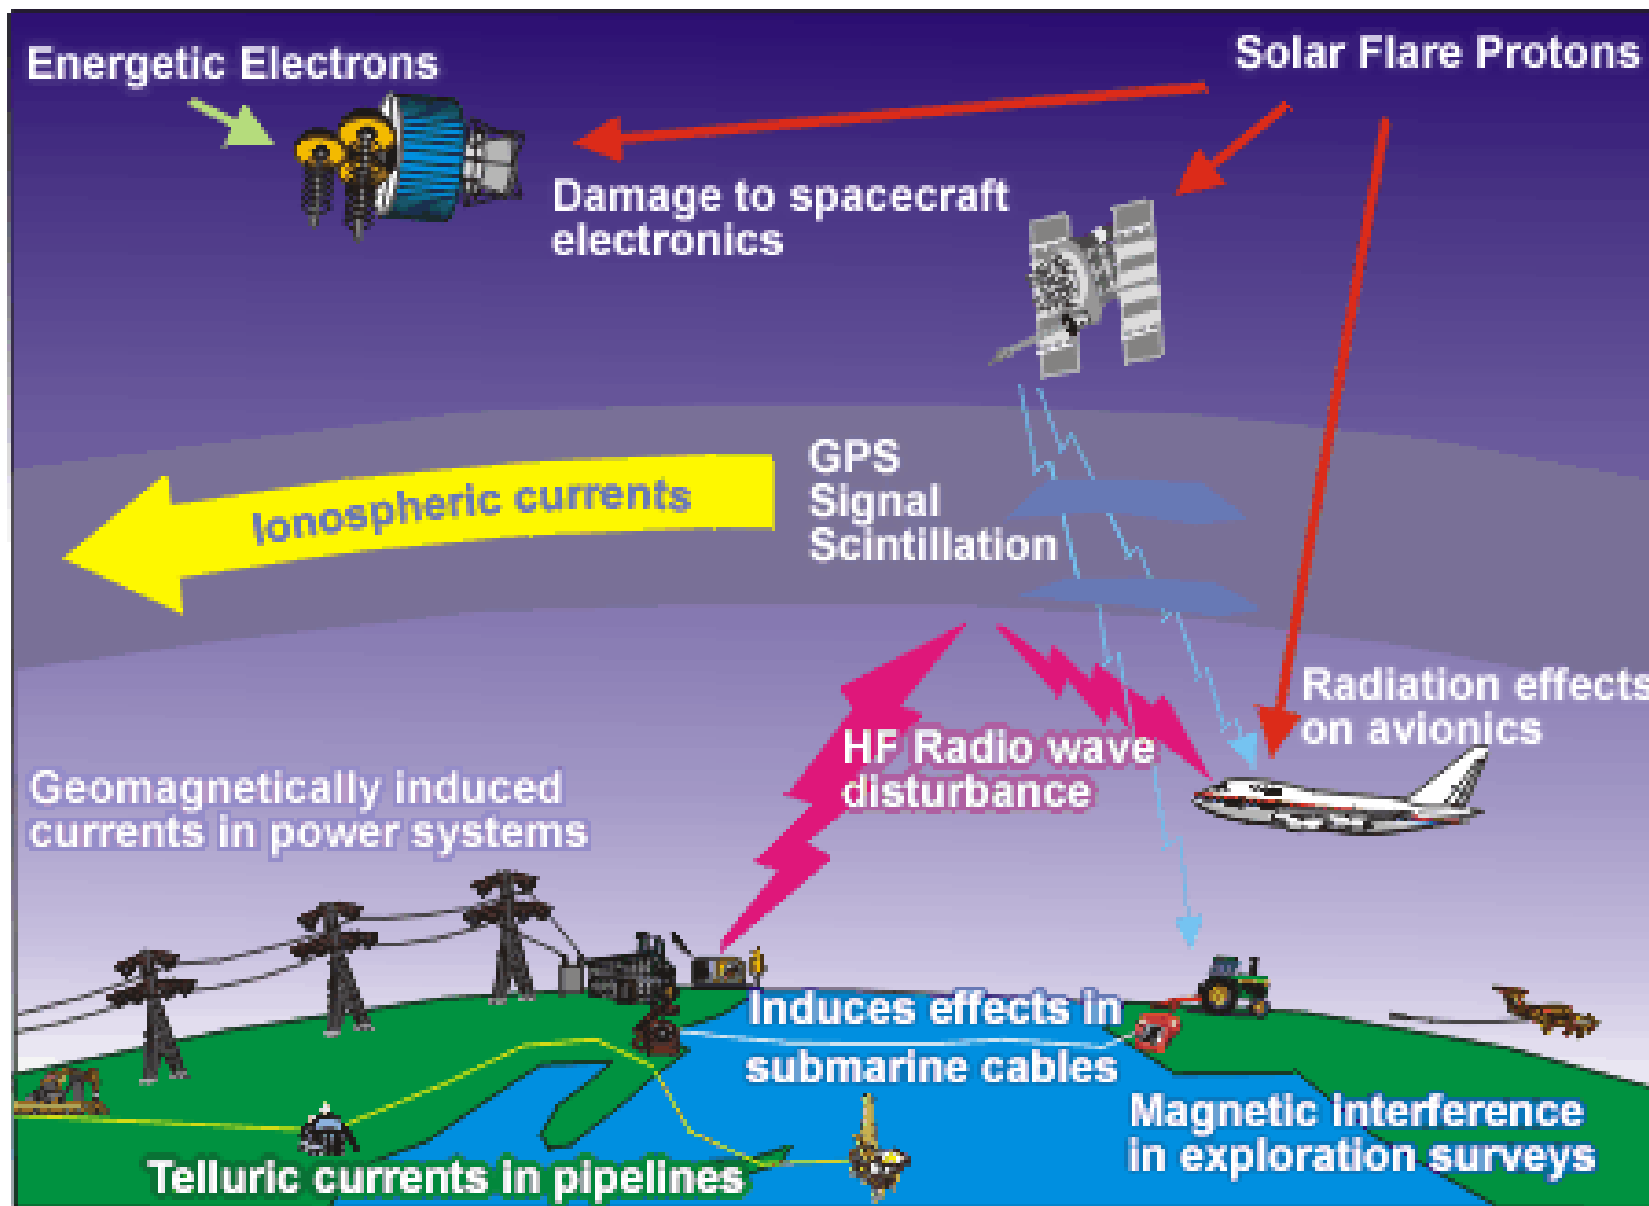 Energetic Electrons
Solar Flare Protons
Damage to spacecraft
electronics
Ionospheric currents
GPS
Signal
Scintillation
Radiation effects
on avionics
HF Radio wave
disturbance
Geomagnetically induced
currents in power systems
Induces effects in
submarine cables
Magnetic interference
in exploration surveys
Telluric currents in pipelines